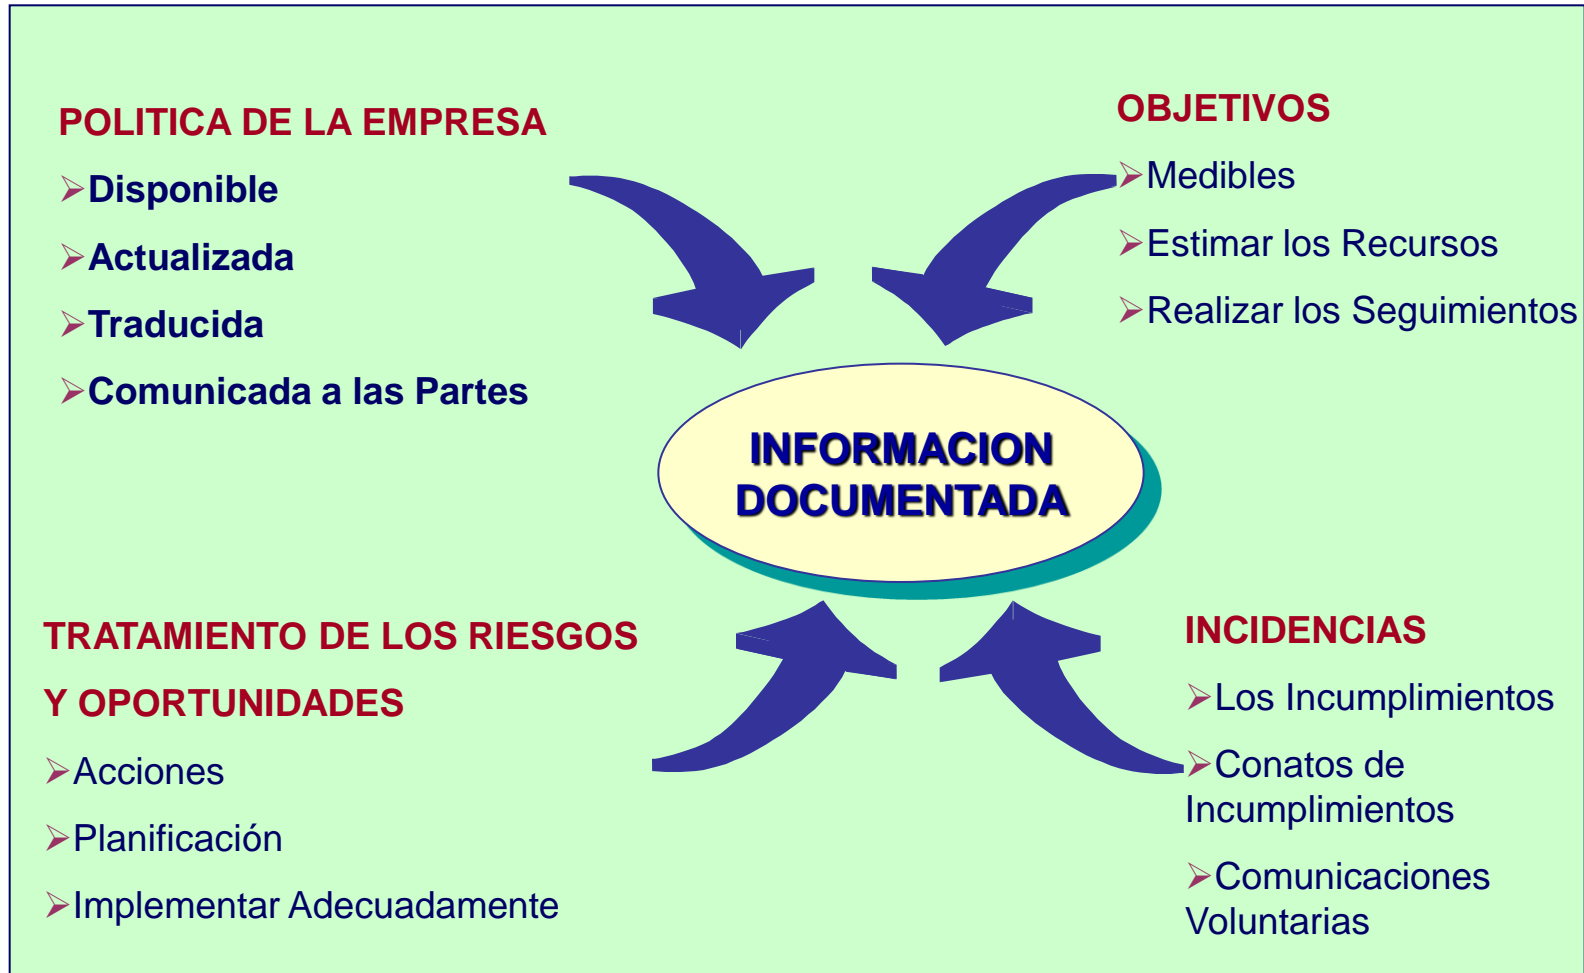 POLITICA DE LA EMPRESA
➢Disponible
➢Actualizada
➢Traducida
➢Comunicada a las Partes
OBJETIVOS
➢Medibles
➢Estimar los Recursos
➢Realizar los Seguimientos
INFORMACION
DOCUMENTADA
TRATAMIENTO DE LOS RIESGOS
Y OPORTUNIDADES
➢Acciones
➢Planificación
➢Implementar Adecuadamente
INCIDENCIAS
➢Los Incumplimientos
➢Conatos de
Incumplimientos
➢Comunicaciones
Voluntarias